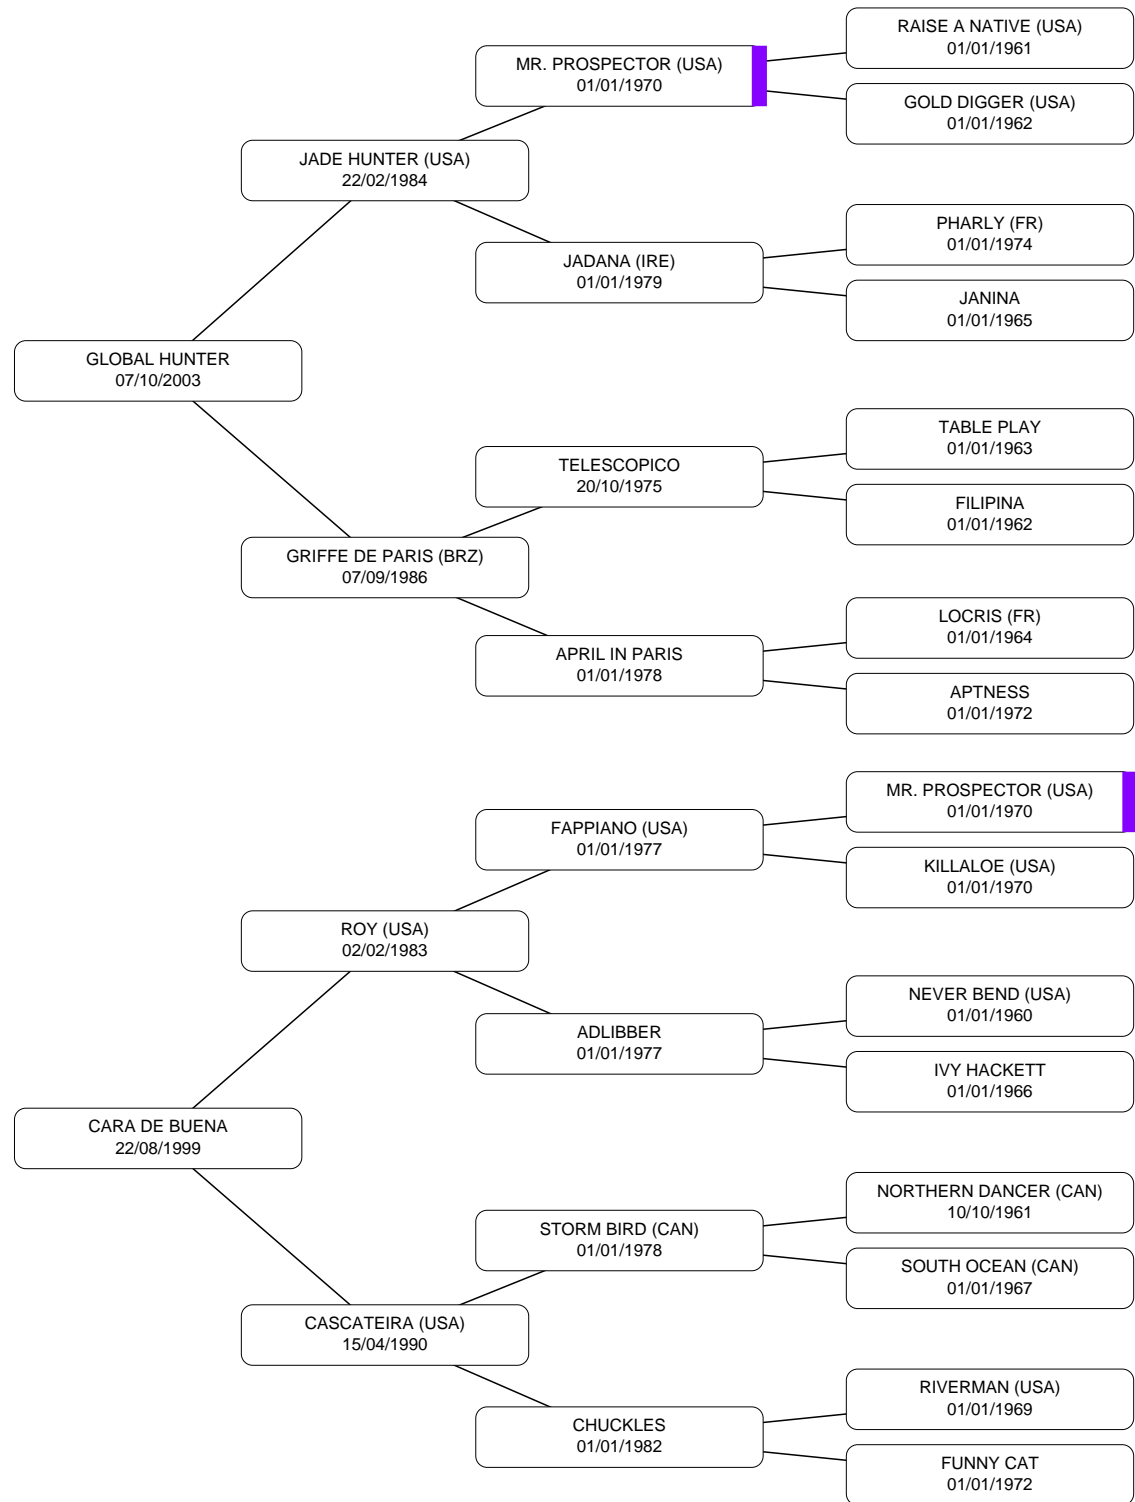 RAISE A NATIVE (USA)
01/01/1961
MR. PROSPECTOR (USA)
01/01/1970
GOLD DIGGER (USA)
01/01/1962
JADE HUNTER (USA)
22/02/1984
PHARLY (FR)
01/01/1974
JADANA (IRE)
01/01/1979
JANINA
01/01/1965
GLOBAL HUNTER
07/10/2003
TABLE PLAY
01/01/1963
TELESCOPICO
20/10/1975
FILIPINA
01/01/1962
GRIFFE DE PARIS (BRZ)
07/09/1986
LOCRIS (FR)
01/01/1964
APRIL IN PARIS
01/01/1978
APTNESS
01/01/1972
MR. PROSPECTOR (USA)
01/01/1970
FAPPIANO (USA)
01/01/1977
KILLALOE (USA)
01/01/1970
ROY (USA)
02/02/1983
NEVER BEND (USA)
01/01/1960
ADLIBBER
01/01/1977
IVY HACKETT
01/01/1966
CARA DE BUENA
22/08/1999
NORTHERN DANCER (CAN)
10/10/1961
STORM BIRD (CAN)
01/01/1978
SOUTH OCEAN (CAN)
01/01/1967
CASCATEIRA (USA)
15/04/1990
RIVERMAN (USA)
01/01/1969
CHUCKLES
01/01/1982
FUNNY CAT
01/01/1972